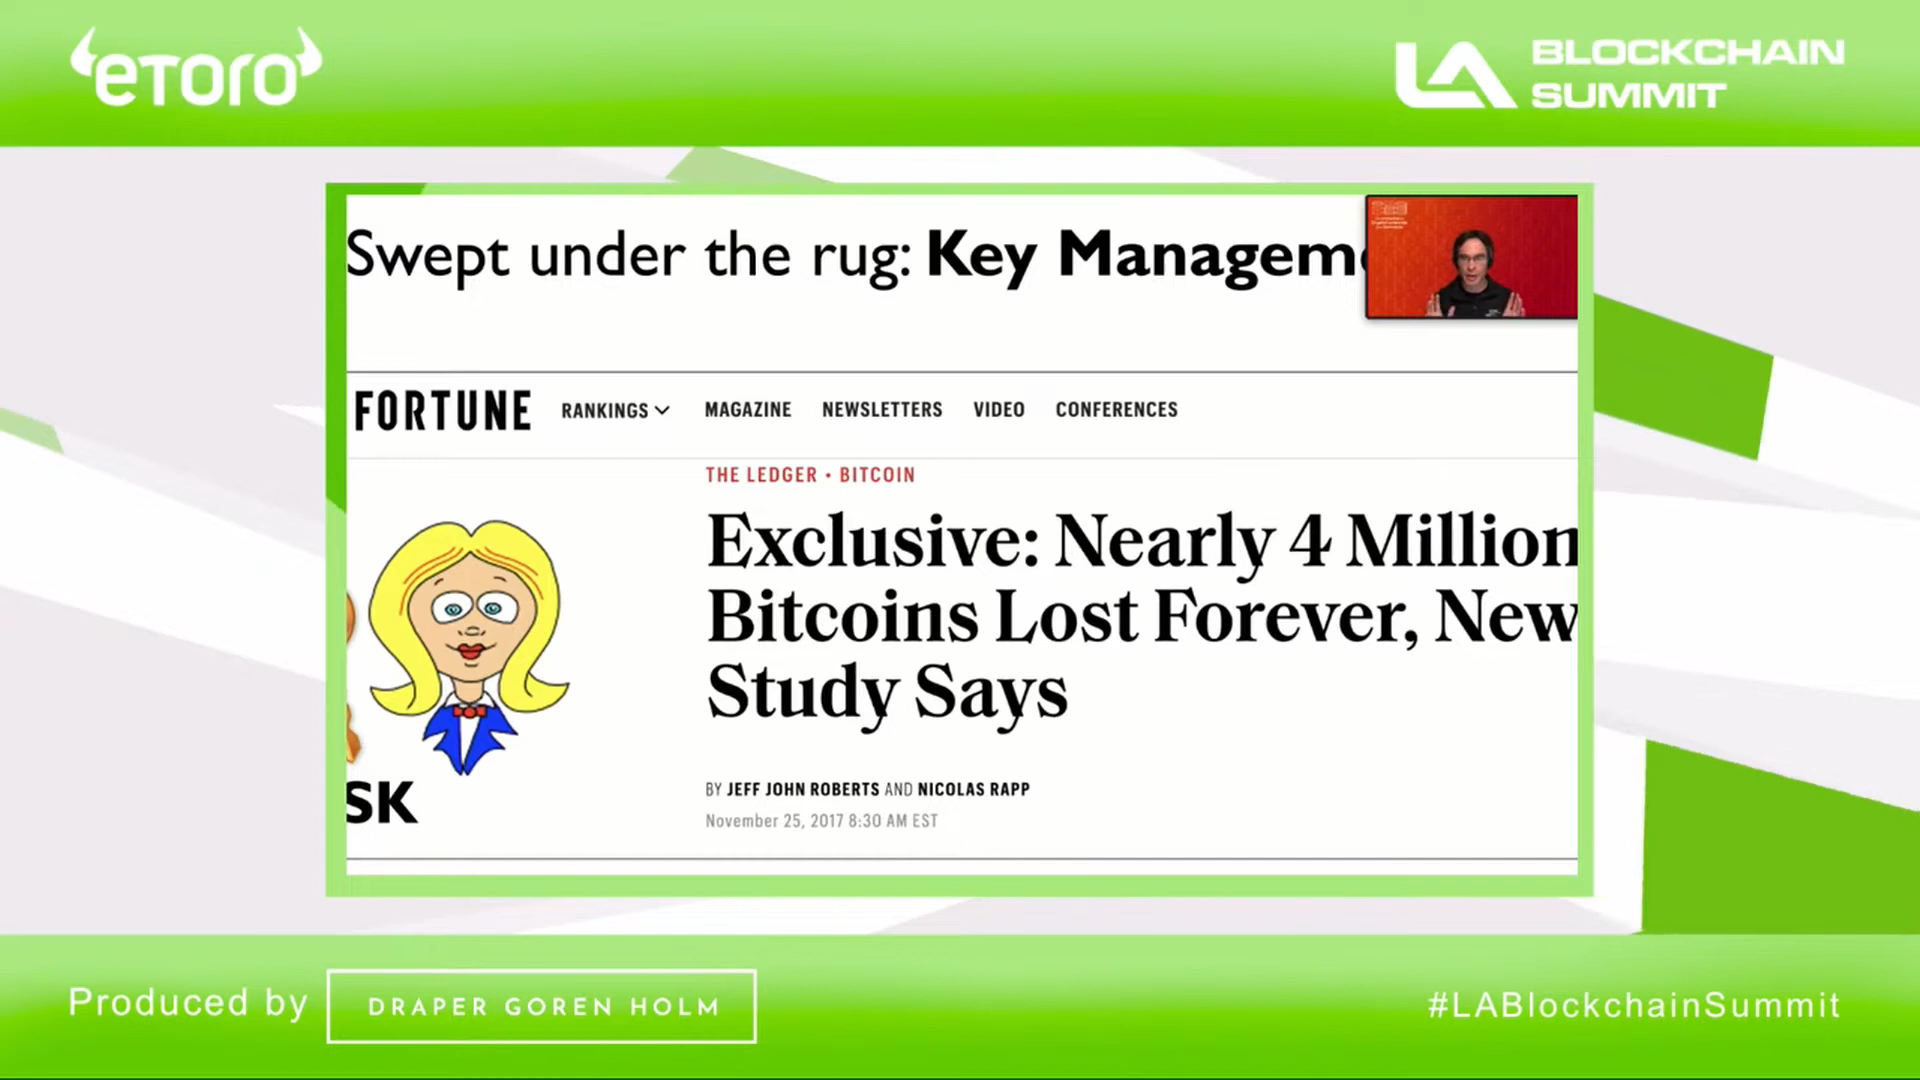 eToro
LA BLOCKCHAIN
SUMMIT
Swept under the rug: Key Managem
FORTUNE RANKINGS MAGAZINE NEWSLETTERS VIDEO CONFERENCES
THE LEDGER • BITCOIN
Exclusive: Nearly 4 Million
Bitcoins Lost Forever, New
Study Says
SK
BY JEFF JOHN ROBERTS AND NICOLAS RAPP
November 25, 2017 8:30 AM EST
Produced by DRAPER GOREN HOLM
#LABlockchainSummit